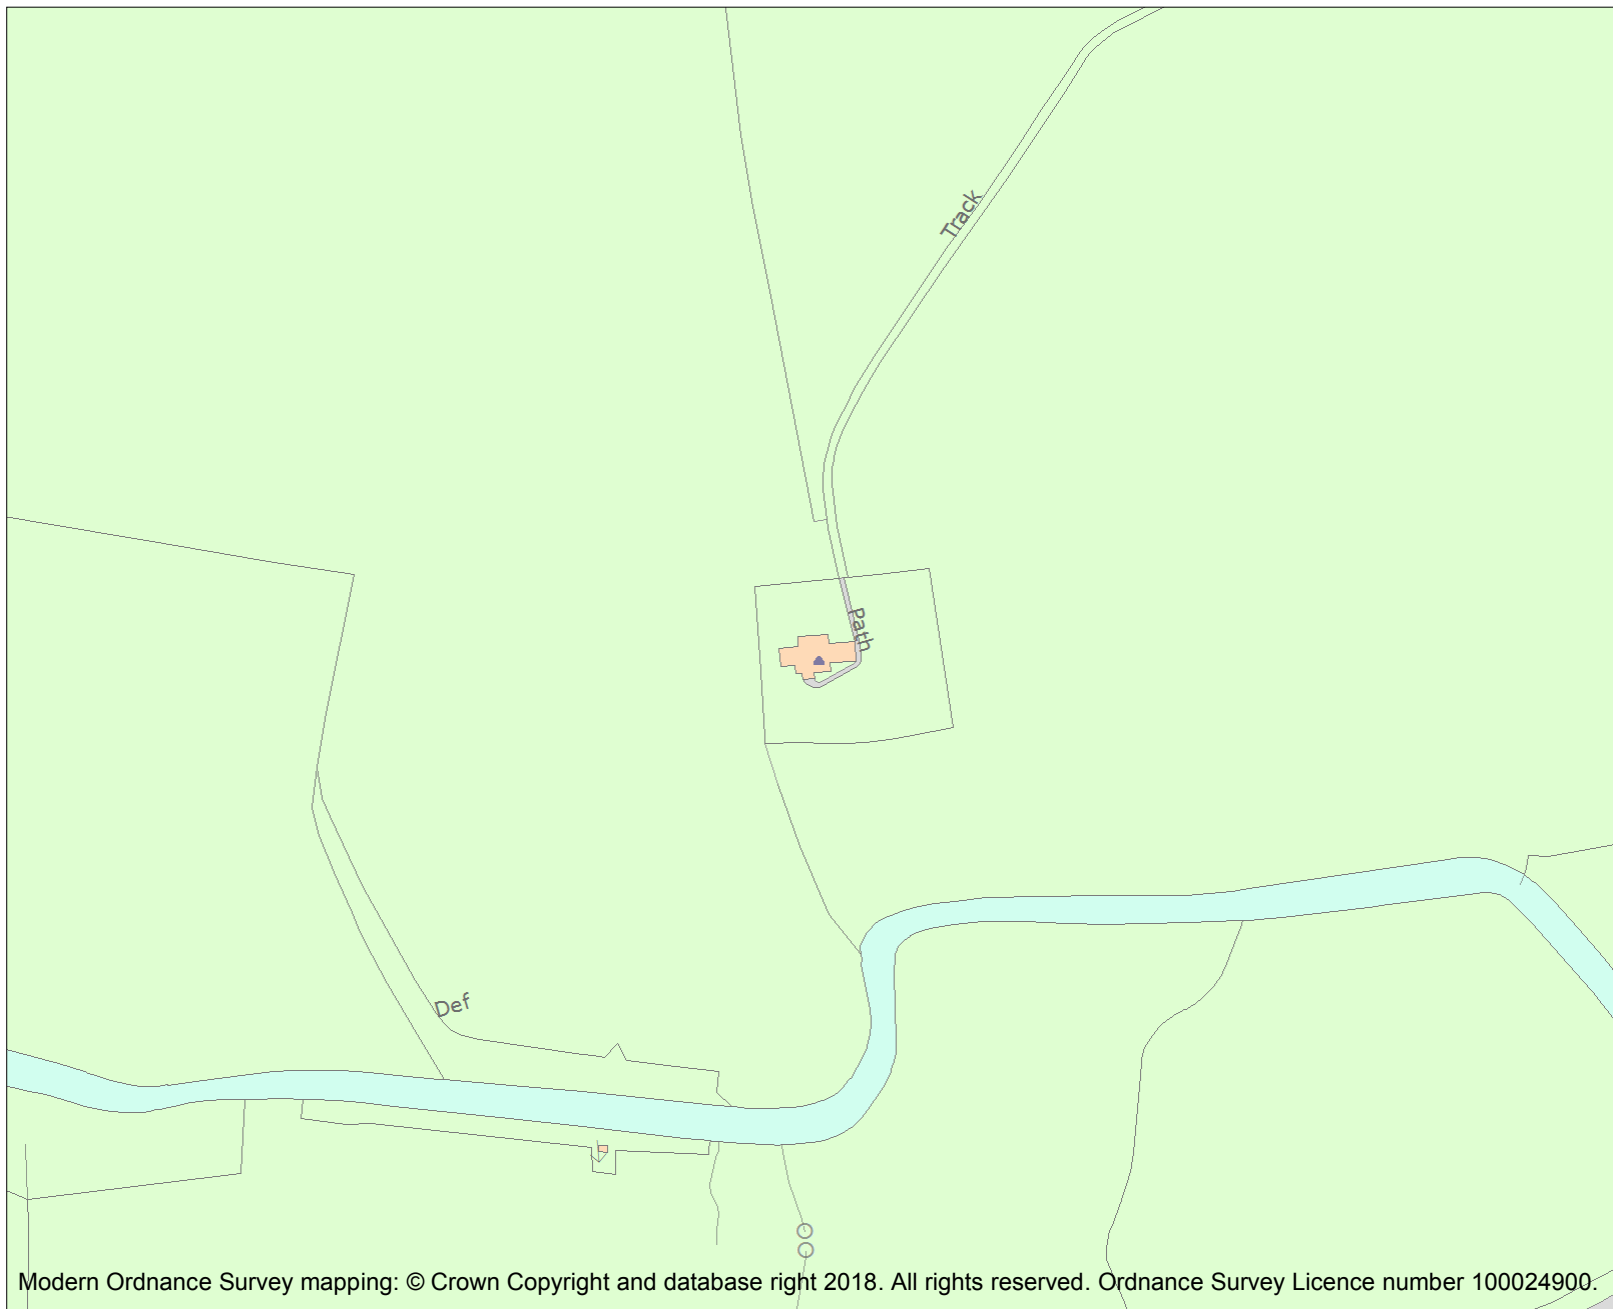 Track
Path
Def
Modern Ordnance Survey mapping: © Crown Copyright and database right 2018. All rights reserved. Ordnance Survey Licence number 100024900.